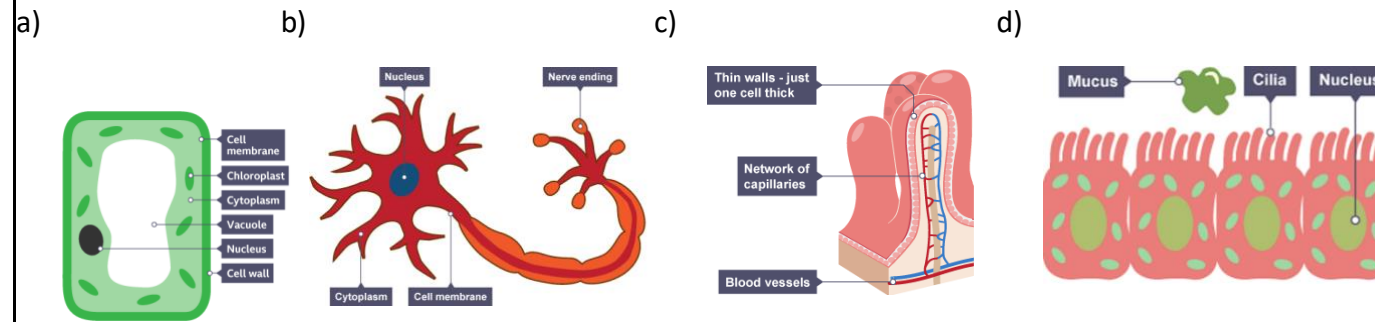 a)
b)
c)
d)
Cell
membrane
Chloroplast
Cytoplasm
Vacuole
Nucleus
Cell wall
Nucleus
Nerve ending
Cytoplasm
Cell membrane
Thin walls - just
one cell thick
Network of
capillaries
Blood vessels
Mucus
Cilia
Nucleus